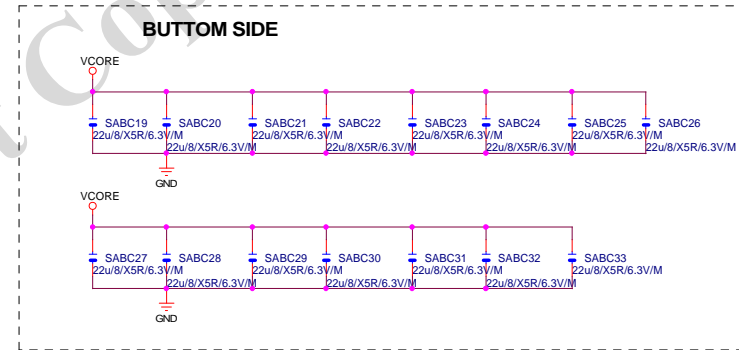 BUTTOM SIDE
VCORE
SABC19 SABC20 SABC21 SABC22 SABC23 SABC24 SABC25 SABC26
22u/8/X5R/6.3V/M 22u/8/X5R/6.3V/M 22u/8/X5R/6.3V/M 22u/8/X5R/6.3V/M
22u/8/X5R/6.3V/M 22u/8/X5R/6.3V/M 22u/8/X5R/6.3V/M 22u/8/X5R/6.3V/M
GND
VCORE
SABC27 SABC28 SABC29 SABC30 SABC31 SABC32 SABC33
22u/8/X5R/6.3V/M 22u/8/X5R/6.3V/M 22u/8/X5R/6.3V/M 22u/8/X5R/6.3V/M
22u/8/X5R/6.3V/M 22u/8/X5R/6.3V/M 22u/8/X5R/6.3V/M
GND